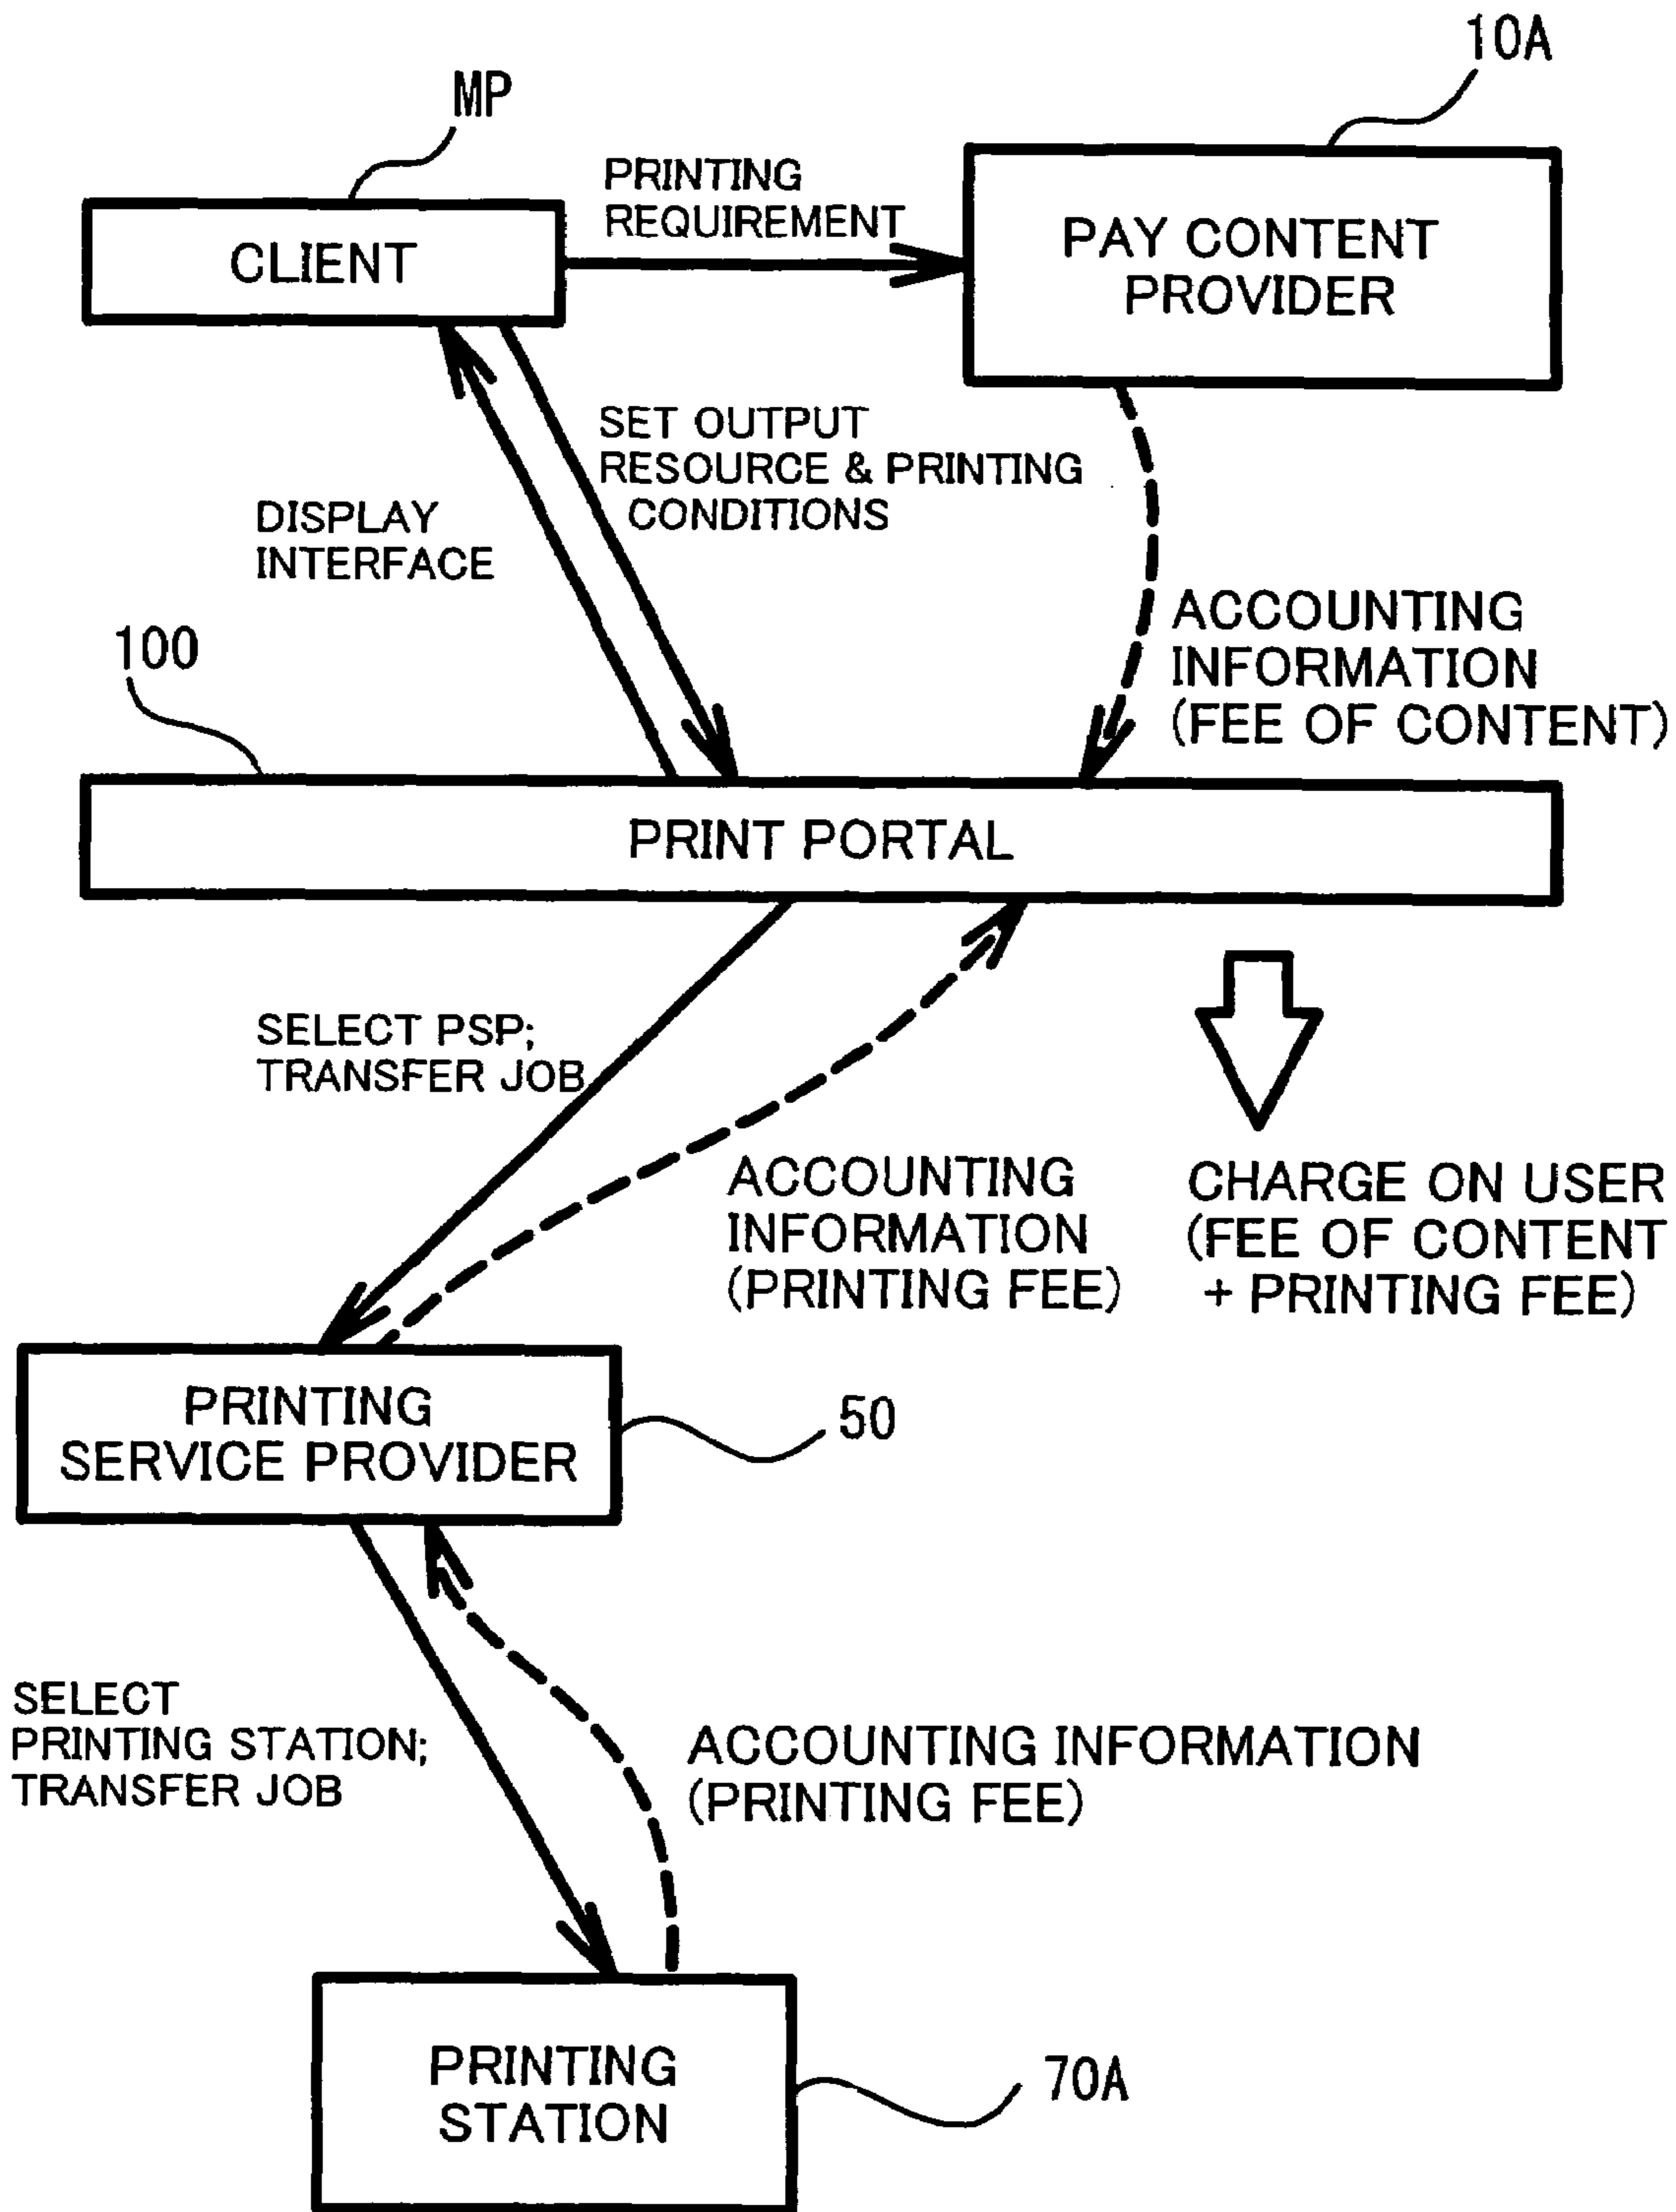 10A
MP
PRINTING
REQUIREMENT
CLIENT
PAY CONTENT
PROVIDER
SET OUTPUT
RESOURCE & PRINTING
CONDITIONS
DISPLAY
INTERFACE
ACCOUNTING
INFORMATION
(FEE OF CONTENT)
100
PRINT PORTAL
SELECT PSP;
TRANSFER JOB
ACCOUNTING
INFORMATION
(PRINTING FEE)
CHARGE ON USER
(FEE OF CONTENT
+ PRINTING FEE)
PRINTING
SERVICE PROVIDER
50
SELECT
PRINTING STATION;
TRANSFER JOB
ACCOUNTING INFORMATION
(PRINTING FEE)
PRINTING
STATION
70A